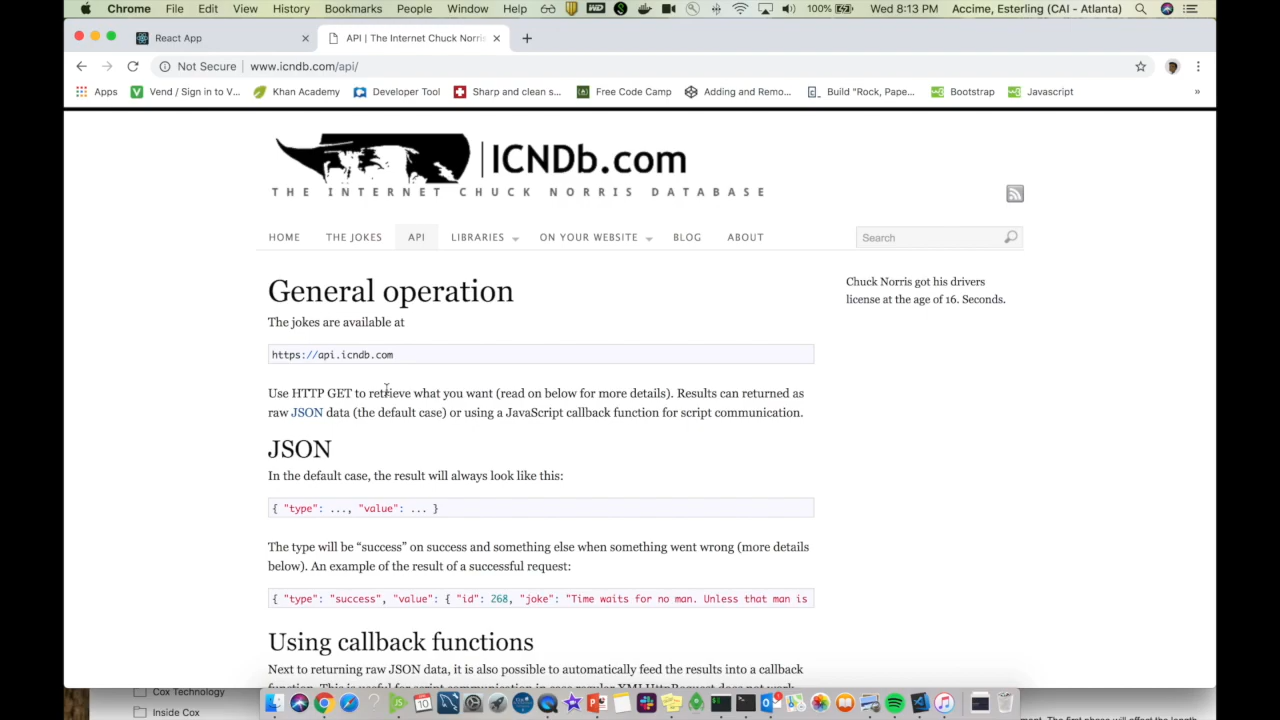 Chrome File Edit View History Bookmarks People Window Help 100% Wed 8:13 PM Accime, Esterling (CAI - Atlanta)
React App
API | The Internet Chuck Norri
Not Secure www.icndb.com/api/
Apps Vend / Sign in to V... Khan Academy Developer Tool Sharp and clean s... Free Code Camp Adding and Remo... Build "Rock, Pape... Bootstrap Javascript »
ICNDb.com
THE INTERNET CHUCK NORRIS DATABASE
HOME THE JOKES API LIBRARIES ON YOUR WEBSITE BLOG ABOUT
Search
General operation
Chuck Norris got his drivers
license at the age of 16. Seconds.
The jokes are available at
https://api.icndb.com
Use HTTP GET to retrieve what you want (read on below for more details). Results can returned as
raw JSON data (the default case) or using a JavaScript callback function for script communication.
JSON
In the default case, the result will always look like this:
{ "type": ..., "value": ... }
The type will be “success” on success and something else when something went wrong (more details
below). An example of the result of a successful request:
{ "type": "success", "value": { "id": 268, "joke": "Time waits for no man. Unless that man is
Using callback functions
Next to returning raw JSON data, it is also possible to automatically feed the results into a callback
Cox Technology
Inside Cox